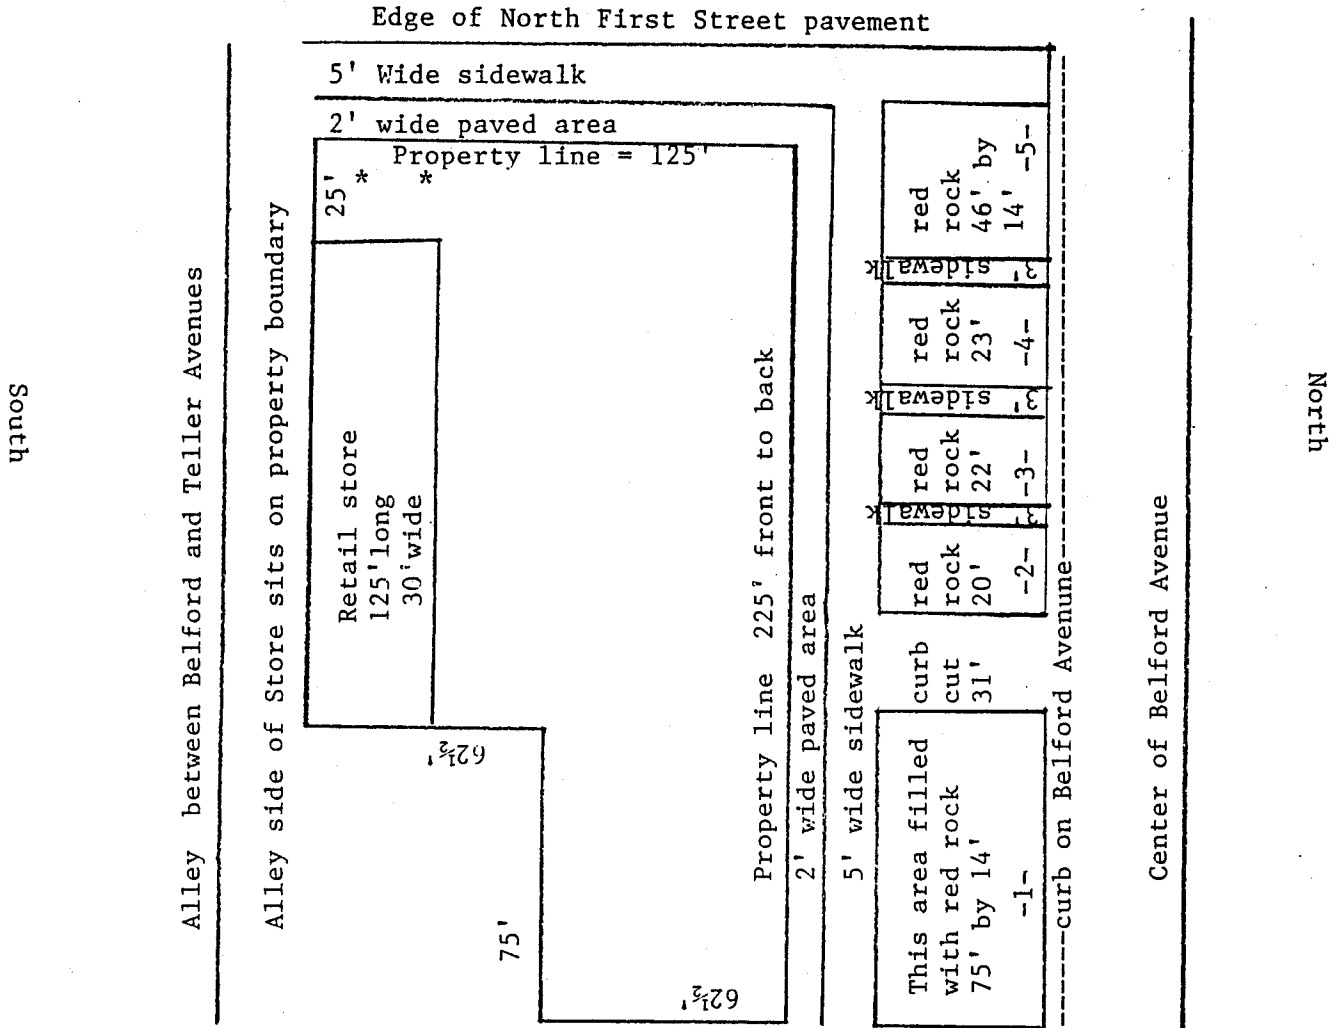 Edge of North First Street pavement
5' Wide sidewalk
2' wide paved area
Property line = 125'
25'
* *
South
Alley between Belford and Teller Avenues
Alley side of Store sits on property boundary
Retail store
125'long
30'wide
62½'
75'
62½'
Property line 225' front to back
2' wide paved area
5' wide sidewalk
red
rock
46' by
14' -5-
3' sidewalk
red
rock
23'
-4-
3' sidewalk
red
rock
22'
-3-
3' sidewalk
red
rock
20'
-2-
curb
cut
31'
This area filled
with red rock
75' by 14'
-1-
-----curb on Belford Avenune-----
Center of Belford Avenue
North